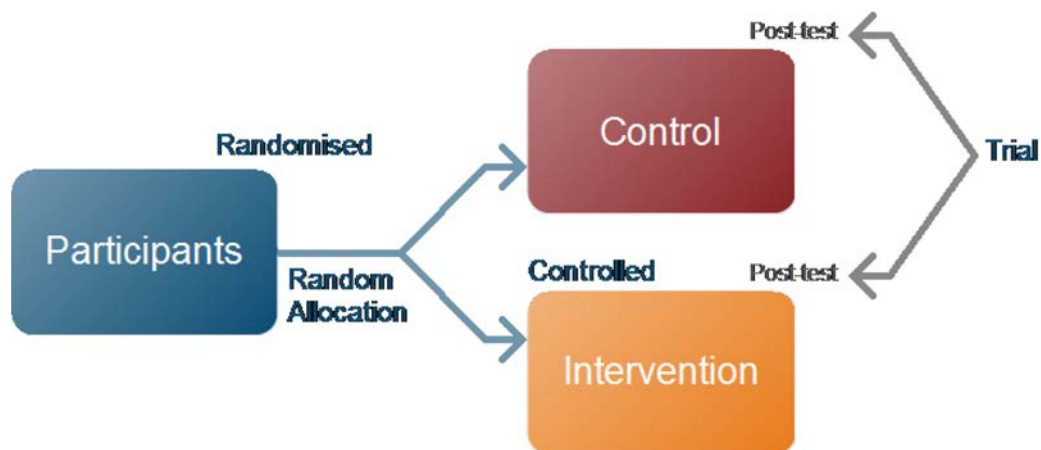 Post-test
Control
Randomised
Trial
Participants
Random
Allocation
Controlled
Post-test
Intervention